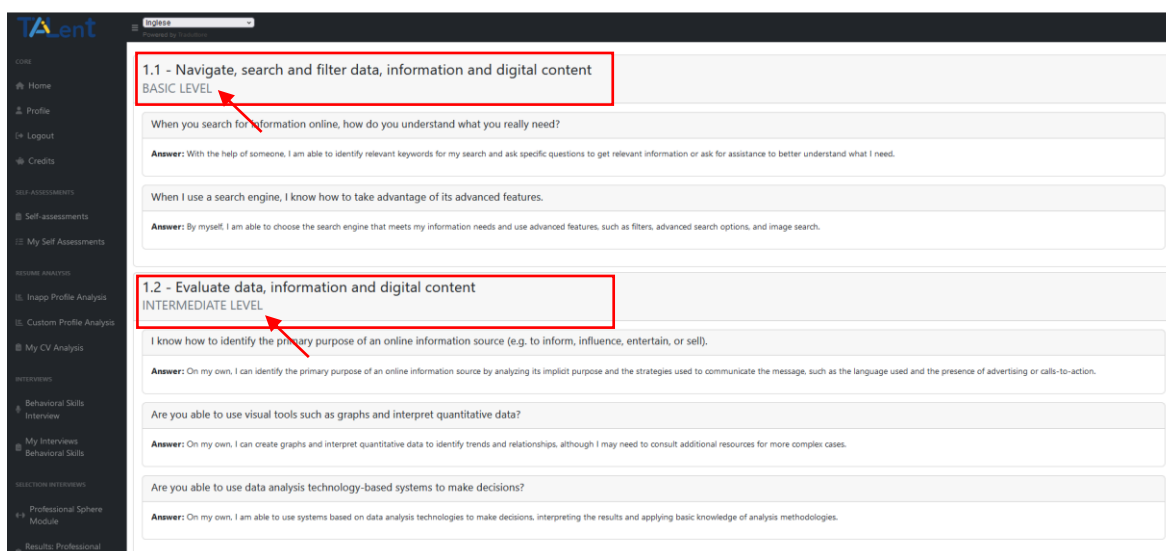 TALent
Inglese
Powered by
CORE
Home
Profile
Logout
Credits
SELF-ASSESSMENTS
Self-assessments
My Self Assessments
RESUME ANALYSIS
Inapp Profile Analysis
Custom Profile Analysis
My CV Analysis
INTERVIEWS
Behavioral Skills
Interview
My Interviews
Behavioral Skills
SELECTION INTERVIEWS
Professional Sphere
Module
Results: Professional
1.1 - Navigate, search and filter data, information and digital content
BASIC LEVEL
When you search for information online, how do you understand what you really need?
Answer: With the help of someone, I am able to identify relevant keywords for my search and ask specific questions to get relevant information or ask for assistance to better understand what I need.
When I use a search engine, I know how to take advantage of its advanced features.
Answer: By myself, I am able to choose the search engine that meets my information needs and use advanced features, such as filters, advanced search options, and image search.
1.2 - Evaluate data, information and digital content
INTERMEDIATE LEVEL
I know how to identify the primary purpose of an online information source (e.g. to inform, influence, entertain, or sell).
Answer: On my own, I can identify the primary purpose of an online information source by analyzing its implicit purpose and the strategies used to communicate the message, such as the language used and the presence of advertising or calls-to-action.
Are you able to use visual tools such as graphs and interpret quantitative data?
Answer: On my own, I can create graphs and interpret quantitative data to identify trends and relationships, although I may need to consult additional resources for more complex cases.
Are you able to use data analysis technology-based systems to make decisions?
Answer: On my own, I am able to use systems based on data analysis technologies to make decisions, interpreting the results and applying basic knowledge of analysis methodologies.